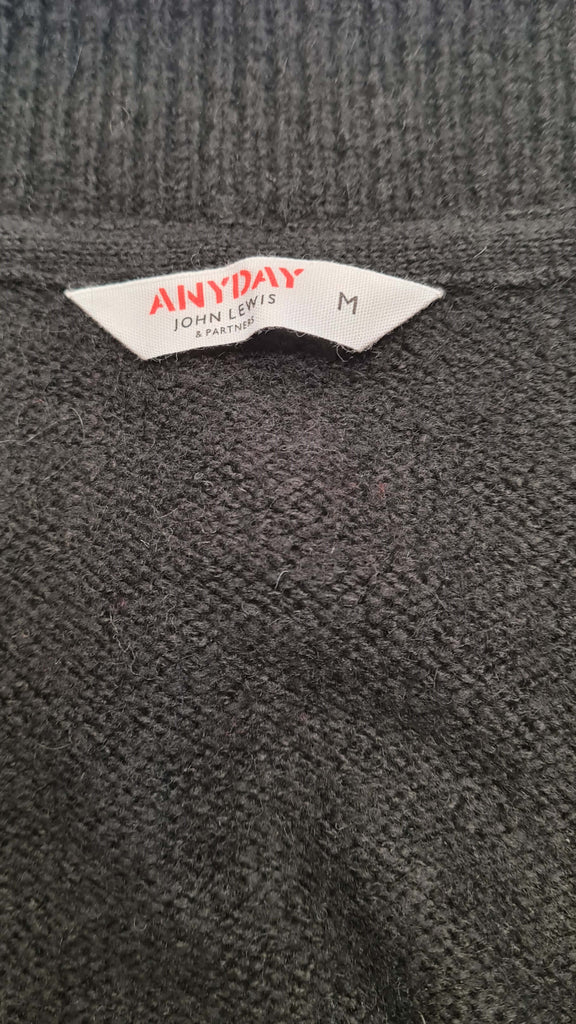 ANYDAY
JOHN LEWIS
& PARTNERS
M